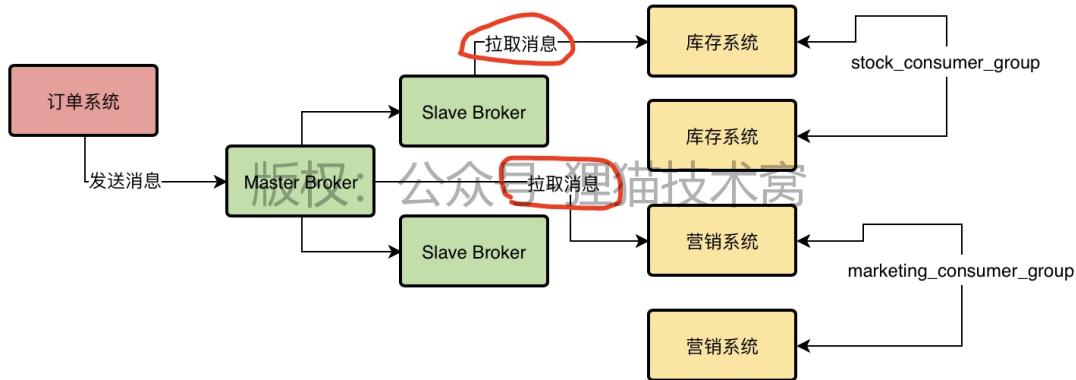 拉取消息
库存系统
stock_consumer_group
订单系统
Slave Broker
库存系统
发送消息
Master Broker
拉取消息
版权：公众号 狸猫技术窝
营销系统
Slave Broker
marketing_consumer_group
营销系统